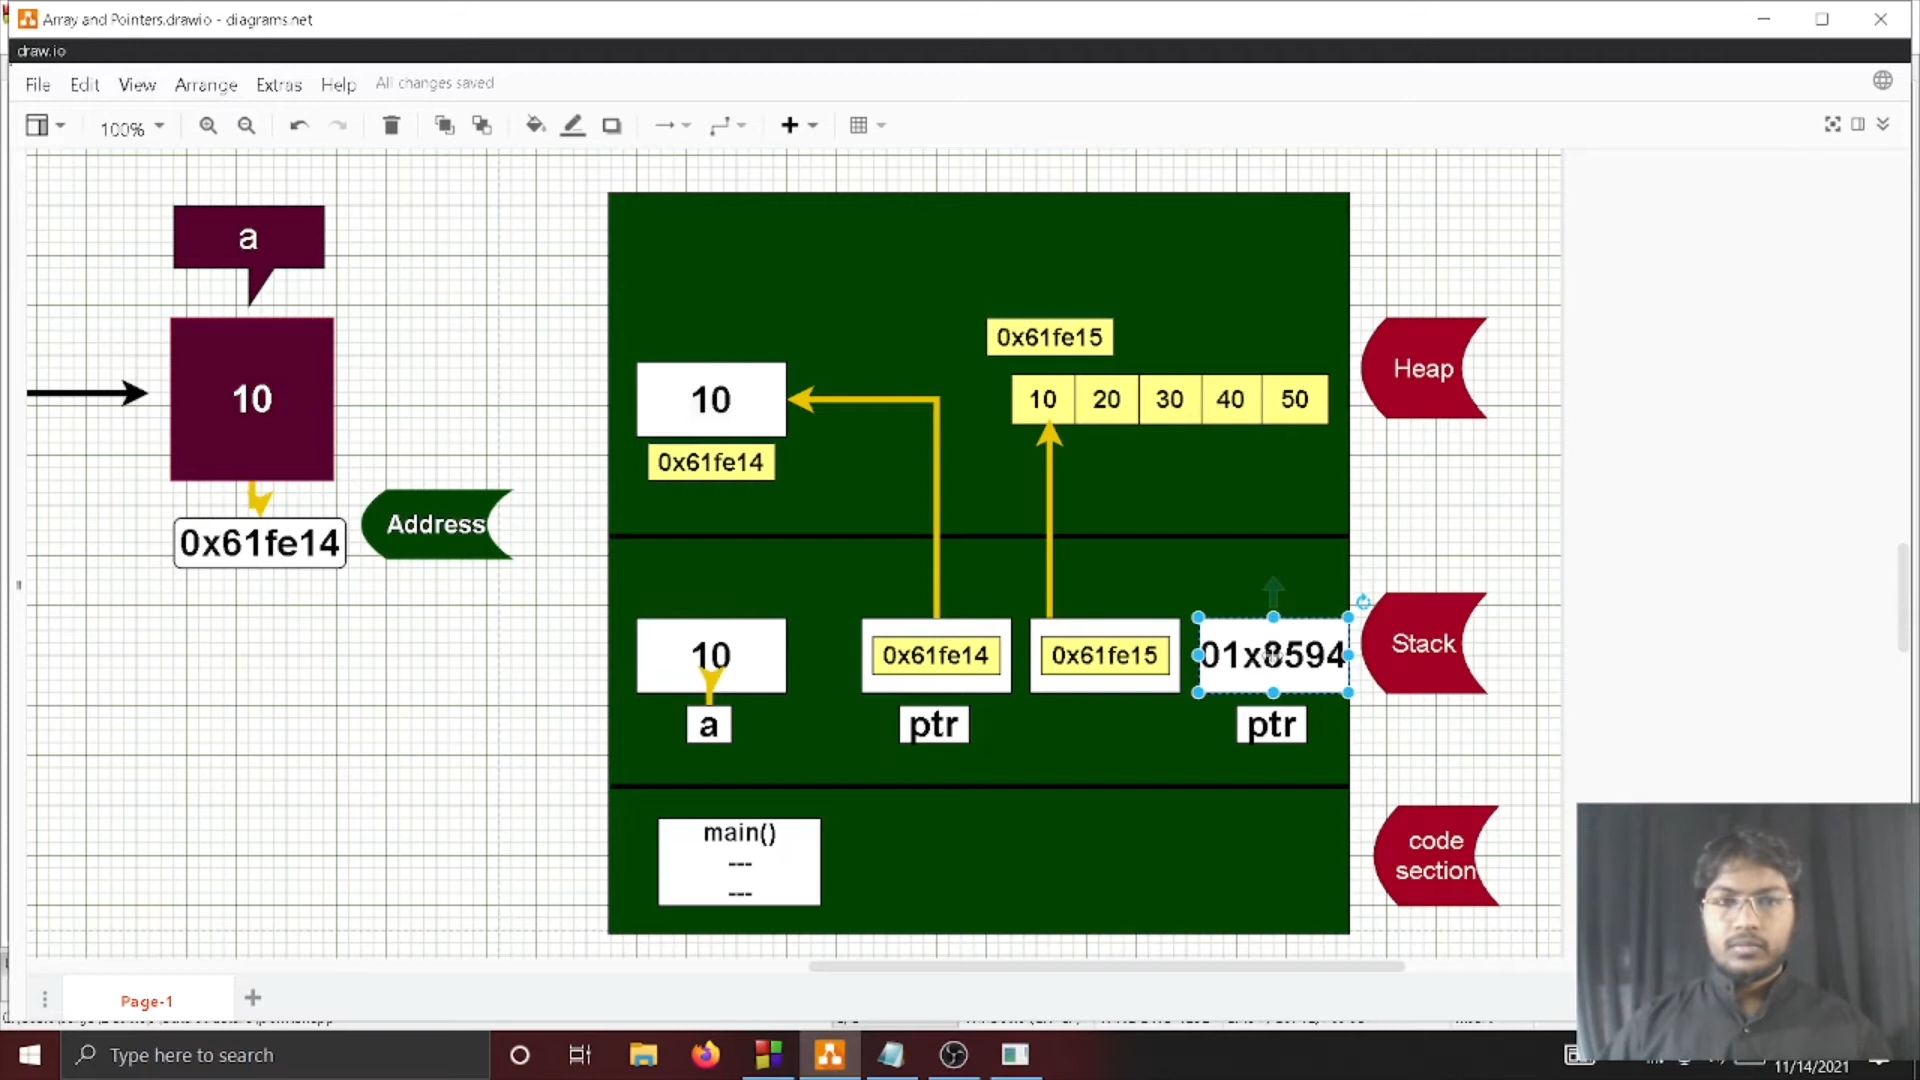 Array and Pointers.drawio - diagrams.net
draw.io
File Edit View Arrange Extras Help All changes saved
100%
a
10
0x61fe14
Address
0x61fe15
10
10 20 30 40 50
0x61fe14
Heap
10
0x61fe14
0x61fe15
01x8594
Stack
a
ptr
ptr
main()
---
---
code
section
Page-1
Type here to search
11/14/2021